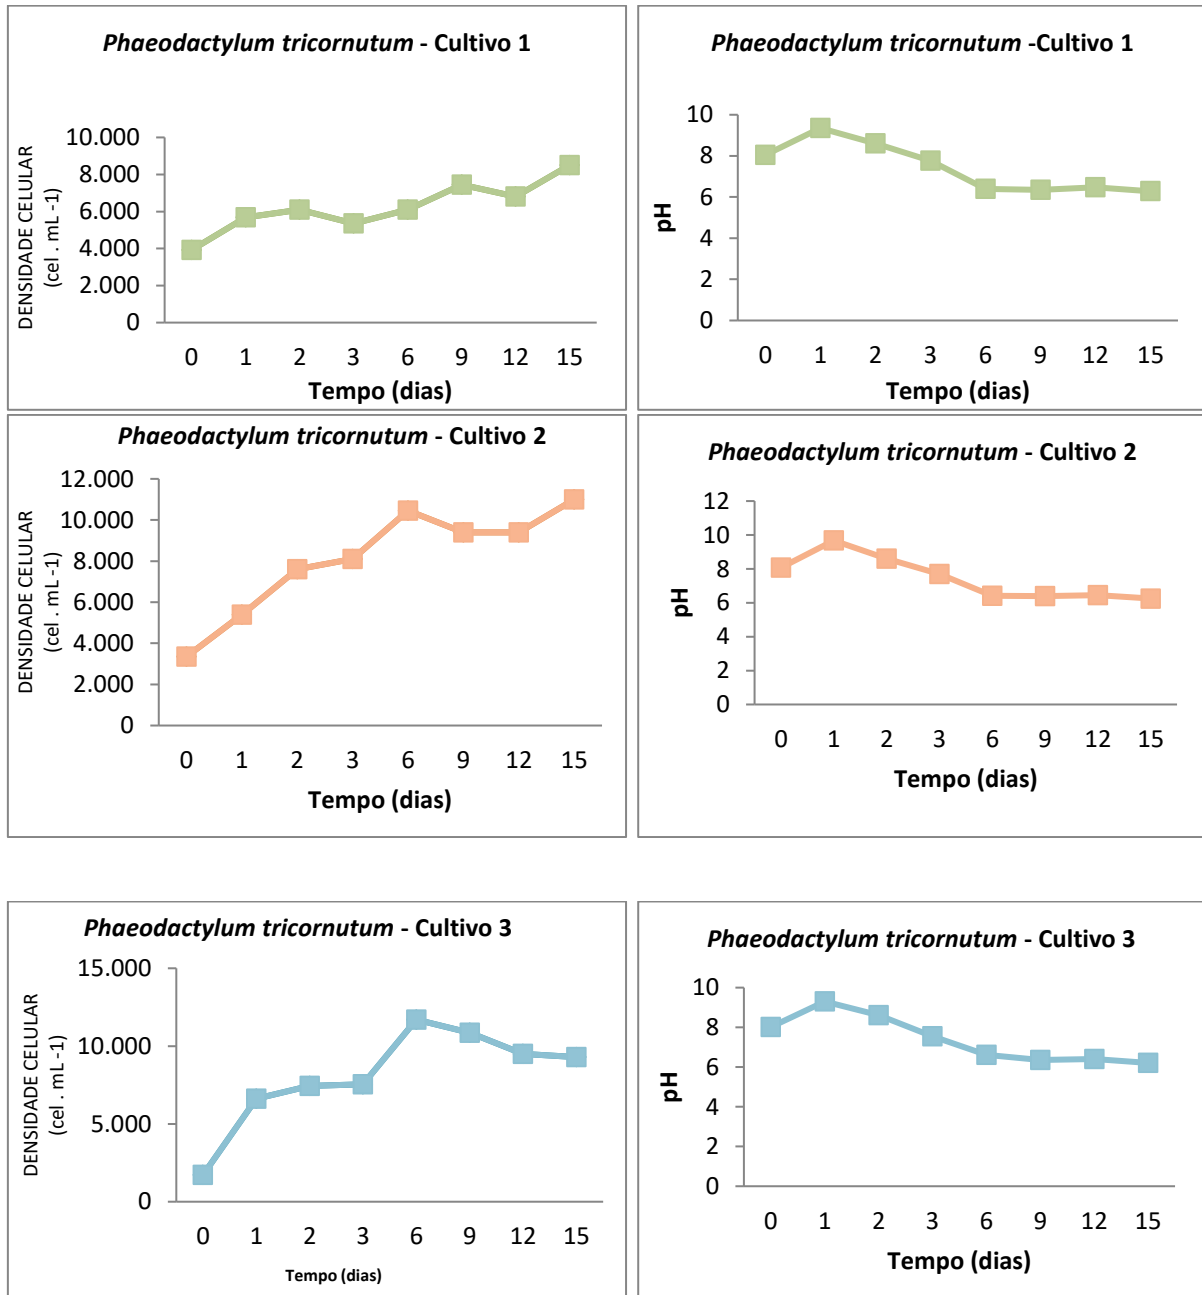 Phaeodactylum tricornutum - Cultivo 1
DENSIDADE CELULAR
(cel . mL -1)
10.000
8.000
6.000
4.000
2.000
0
0 1 2 3 6 9 12 15
Tempo (dias)
Phaeodactylum tricornutum -Cultivo 1
pH
10
8
6
4
2
0
0 1 2 3 6 9 12 15
Tempo (dias)
Phaeodactylum tricornutum - Cultivo 2
DENSIDADE CELULAR
(cel . mL -1)
12.000
10.000
8.000
6.000
4.000
2.000
0
0 1 2 3 6 9 12 15
Tempo (dias)
Phaeodactylum tricornutum - Cultivo 2
pH
12
10
8
6
4
2
0
0 1 2 3 6 9 12 15
Tempo (dias)
Phaeodactylum tricornutum - Cultivo 3
DENSIDADE CELULAR
(cel . mL -1)
15.000
10.000
5.000
0
0 1 2 3 6 9 12 15
Tempo (dias)
Phaeodactylum tricornutum - Cultivo 3
pH
10
8
6
4
2
0
0 1 2 3 6 9 12 15
Tempo (dias)